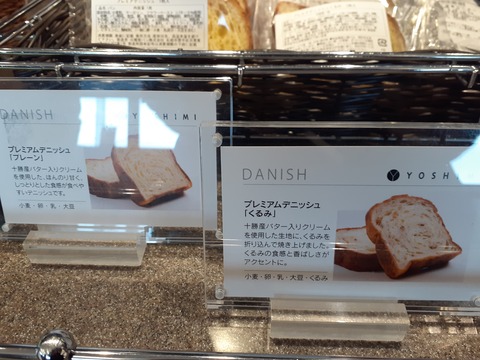 DANISH
YOSHIMI
プレミアムデニッシュ
「プレーン」
十勝産バター入りクリーム
を使用した、ほんのり甘く、
しっとりとした食感が食べや
すいデニッシュです。
小麦・卵・乳・大豆
DANISH
YOSH
プレミアムデニッシュ
「くるみ」
十勝産バター入りクリーム
を使用した生地に、くるみを
折り込んで焼き上げました。
くるみの食感と香ばしさが
アクセントに。
小麦・卵・乳・大豆・くるみ